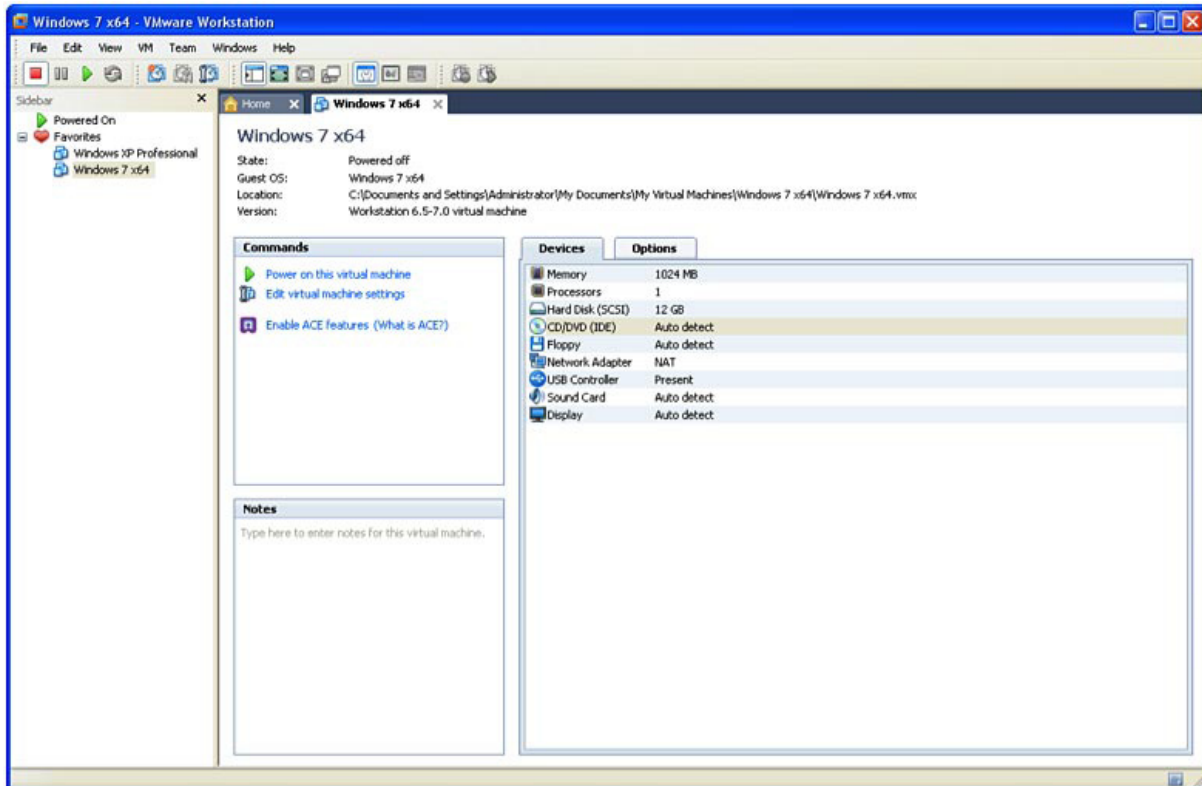 Windows 7 x64 - VMware Workstation
File Edit View VM Team Windows Help
Sidebar
Powered On
Favorites
Windows XP Professional
Windows 7 x64
Home Windows 7 x64
Windows 7 x64
State: Powered off
Guest OS: Windows 7 x64
Location: C:\Documents and Settings\Administrator\My Documents\My Virtual Machines\Windows 7 x64\Windows 7 x64.vmx
Version: Workstation 6.5-7.0 virtual machine
Commands
Power on this virtual machine
Edit virtual machine settings
Enable ACE features (What is ACE?)
Notes
Type here to enter notes for this virtual machine.
Devices Options
Memory 1024 MB
Processors 1
Hard Disk (SCSI) 12 GB
CD/DVD (IDE) Auto detect
Floppy Auto detect
Network Adapter NAT
USB Controller Present
Sound Card Auto detect
Display Auto detect